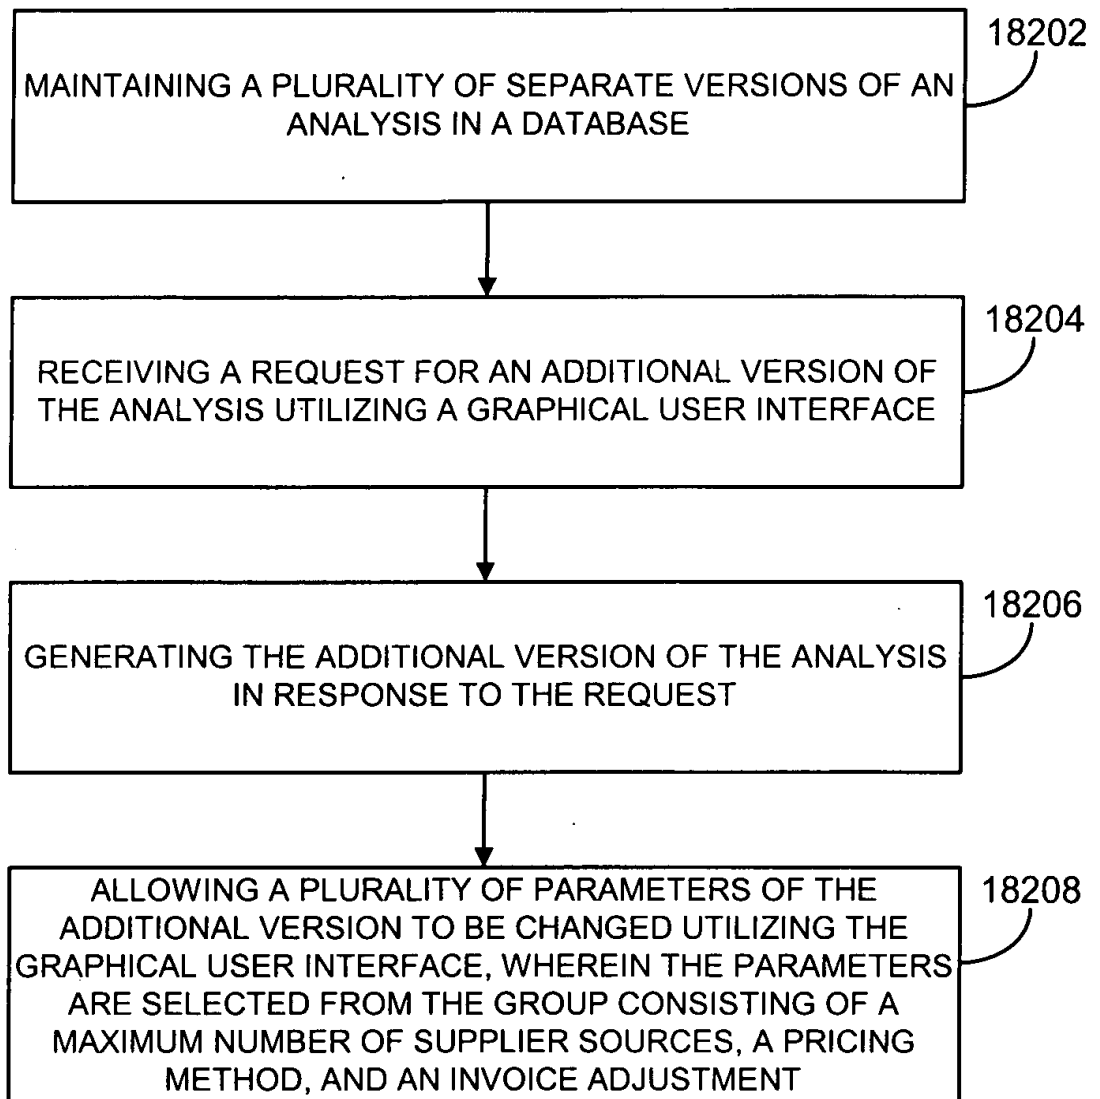 18202
MAINTAINING A PLURALITY OF SEPARATE VERSIONS OF AN
ANALYSIS IN A DATABASE
18204
RECEIVING A REQUEST FOR AN ADDITIONAL VERSION OF
THE ANALYSIS UTILIZING A GRAPHICAL USER INTERFACE
18206
GENERATING THE ADDITIONAL VERSION OF THE ANALYSIS
IN RESPONSE TO THE REQUEST
18208
ALLOWING A PLURALITY OF PARAMETERS OF THE
ADDITIONAL VERSION TO BE CHANGED UTILIZING THE
GRAPHICAL USER INTERFACE, WHEREIN THE PARAMETERS
ARE SELECTED FROM THE GROUP CONSISTING OF A
MAXIMUM NUMBER OF SUPPLIER SOURCES, A PRICING
METHOD, AND AN INVOICE ADJUSTMENT